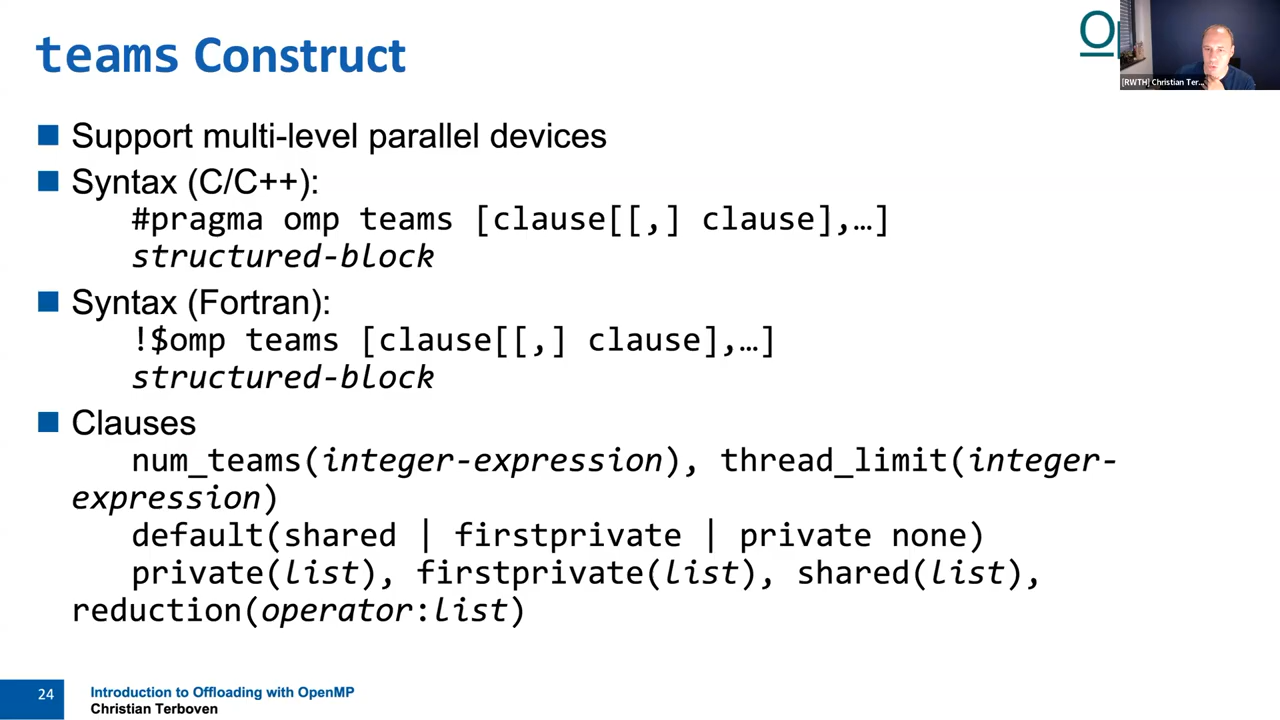 teams Construct
[RWTH] Christian Ter...
Support multi-level parallel devices
Syntax (C/C++):
#pragma omp teams [clause[[,] clause],…]
structured-block
Syntax (Fortran):
!$omp teams [clause[[,] clause],…]
structured-block
Clauses
num_teams(integer-expression), thread_limit(integer-
expression)
default(shared | firstprivate | private none)
private(list), firstprivate(list), shared(list),
reduction(operator:list)
24
Introduction to Offloading with OpenMP
Christian Terboven